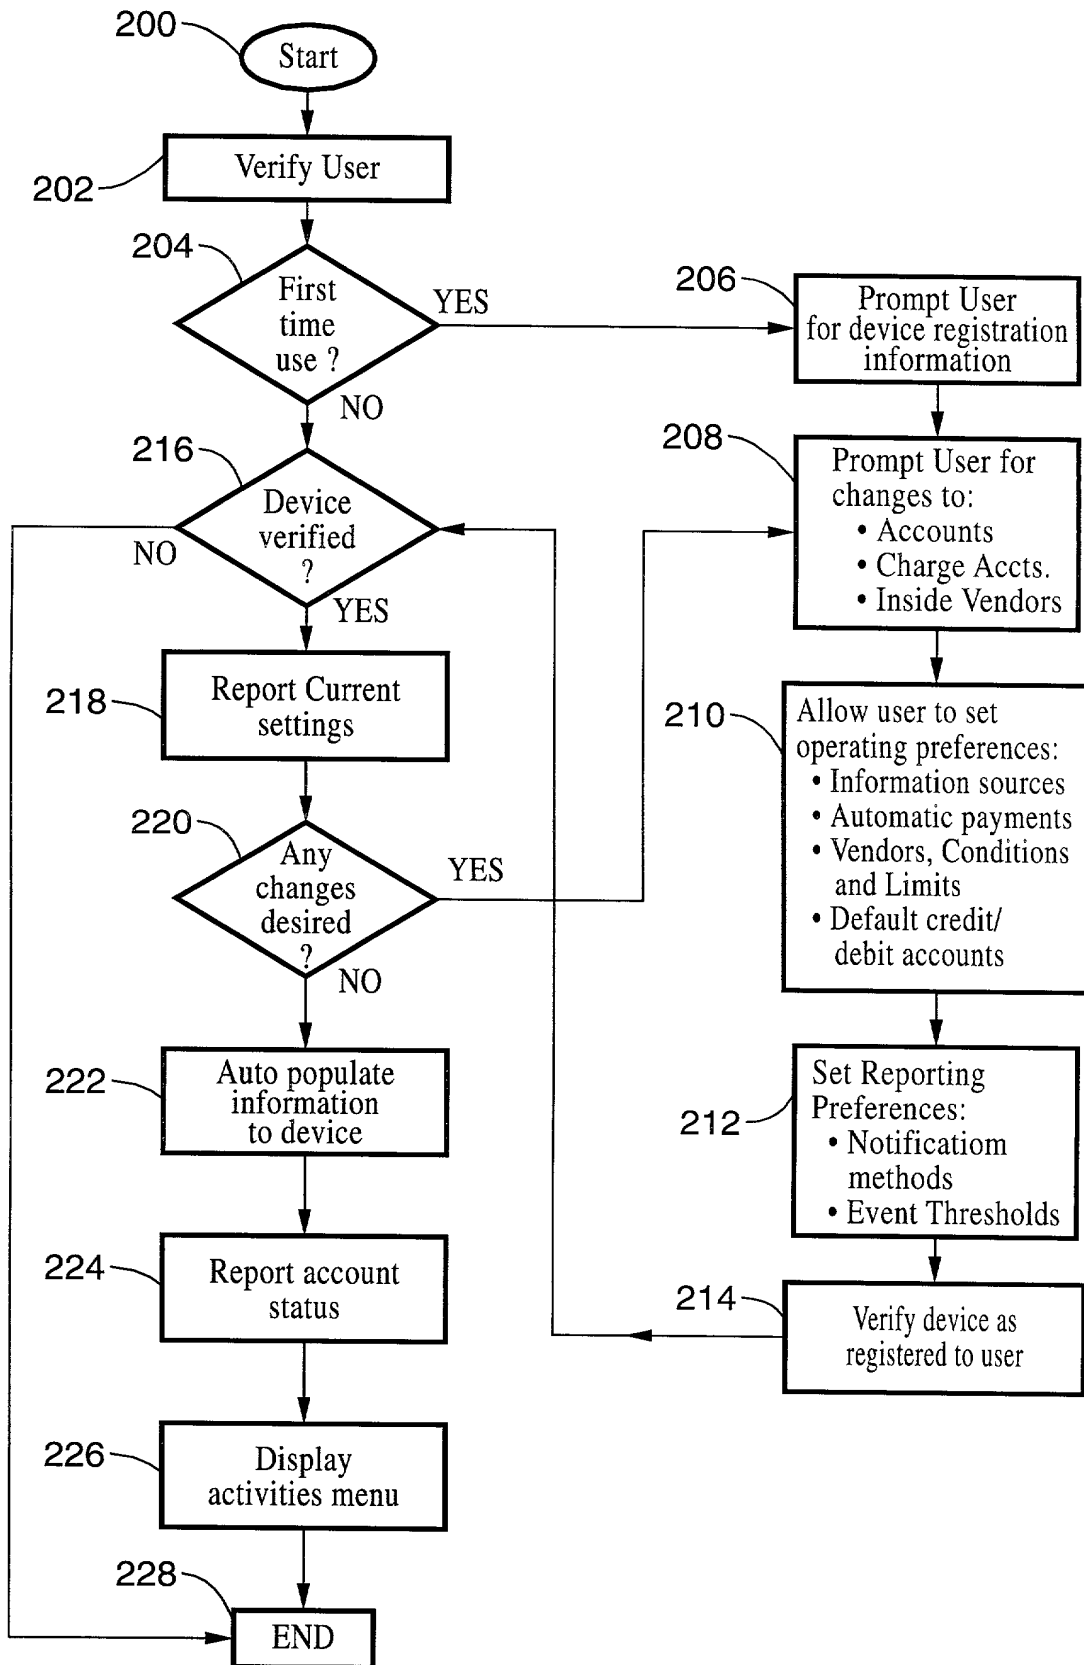 200
Start
202
Verify User
204
First
time
use ?
YES
NO
206
Prompt User
for device registration
information
208
Prompt User for
changes to:
• Accounts
• Charge Accts.
• Inside Vendors
210
Allow user to set
operating preferences:
• Information sources
• Automatic payments
• Vendors, Conditions
and Limits
• Default credit/
debit accounts
212
Set Reporting
Preferences:
• Notificatiom
methods
• Event Thresholds
214
Verify device as
registered to user
216
Device
verified
?
NO
YES
218
Report Current
settings
220
Any
changes
desired
?
YES
NO
222
Auto populate
information
to device
224
Report account
status
226
Display
activities menu
228
END